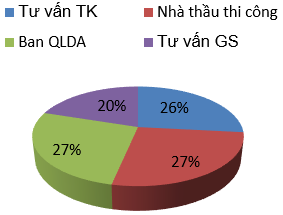 Tư vấn TK Nhà thầu thi công
Ban QLDA Tư vấn GS
20% 26%
27% 27%